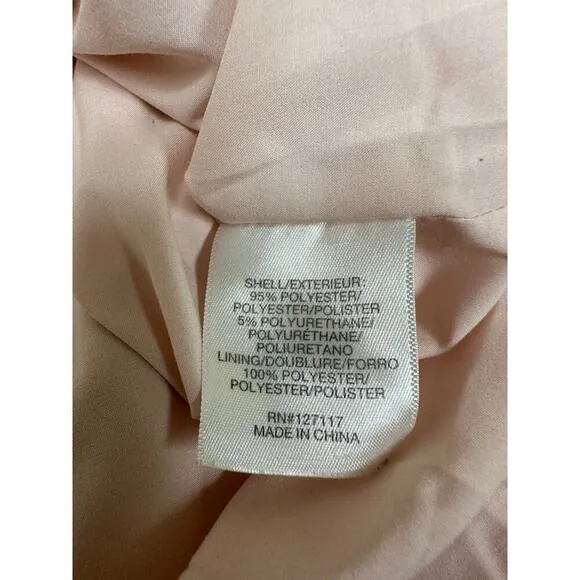 SHELL/EXTERIEUR:
95% POLYESTER/
POLYESTER/POLISTER
5% POLYURETHANE/
POLYURÉTHANE/
POLIURETANO
LINING/DOUBLURE/FORRO
100% POLYESTER/
POLYESTER/POLISTER
RN#127117
MADE IN CHINA